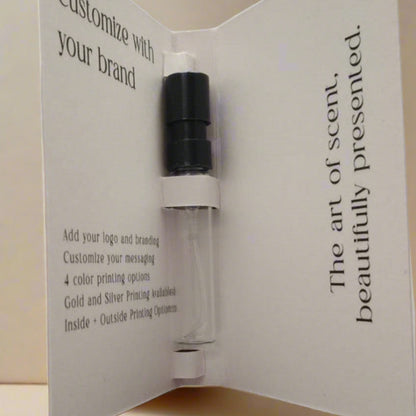 Customize with
your brand
Add your logo and branding
Customize your messaging
4 color printing options
Gold and Silver Printing Available!
Inside + Outside Printing Options
The art of scent,
beautifully presented.